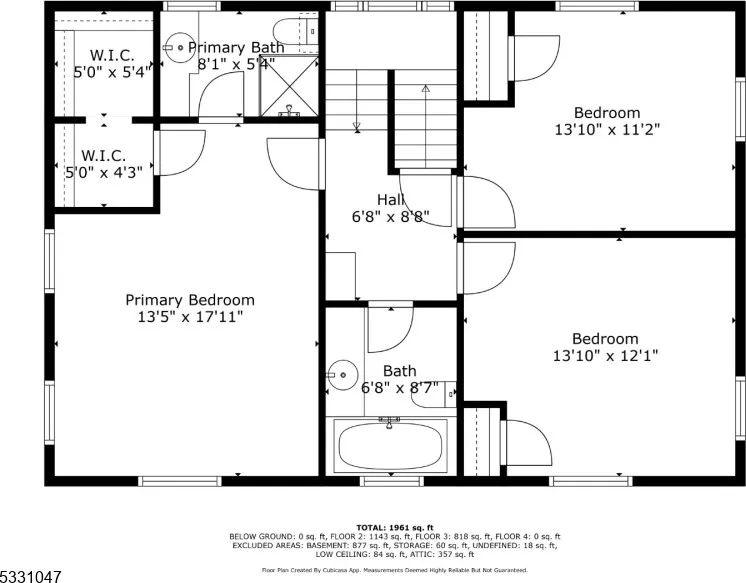 W.I.C.
5'0" x 5'4"
Primary Bath
8'1" x 5'4"
Bedroom
13'10" x 11'2"
W.I.C.
5'0" x 4'3"
Hall
6'8" x 8'8"
Primary Bedroom
13'5" x 17'11"
Bedroom
13'10" x 12'1"
Bath
6'8" x 8'7"
TOTAL: 1961 sq. ft
BELOW GROUND: 0 sq. ft, FLOOR 2: 1143 sq. ft, FLOOR 3: 818 sq. ft, FLOOR 4: 0 sq. ft
EXCLUDED AREAS: BASEMENT: 877 sq. ft, STORAGE: 60 sq. ft, UNDEFINED: 18 sq. ft,
LOW CEILING: 84 sq. ft, ATTIC: 357 sq. ft
Floor Plan Created By Cubicasa App. Measurements Deemed Highly Reliable But Not Guaranteed.
5331047